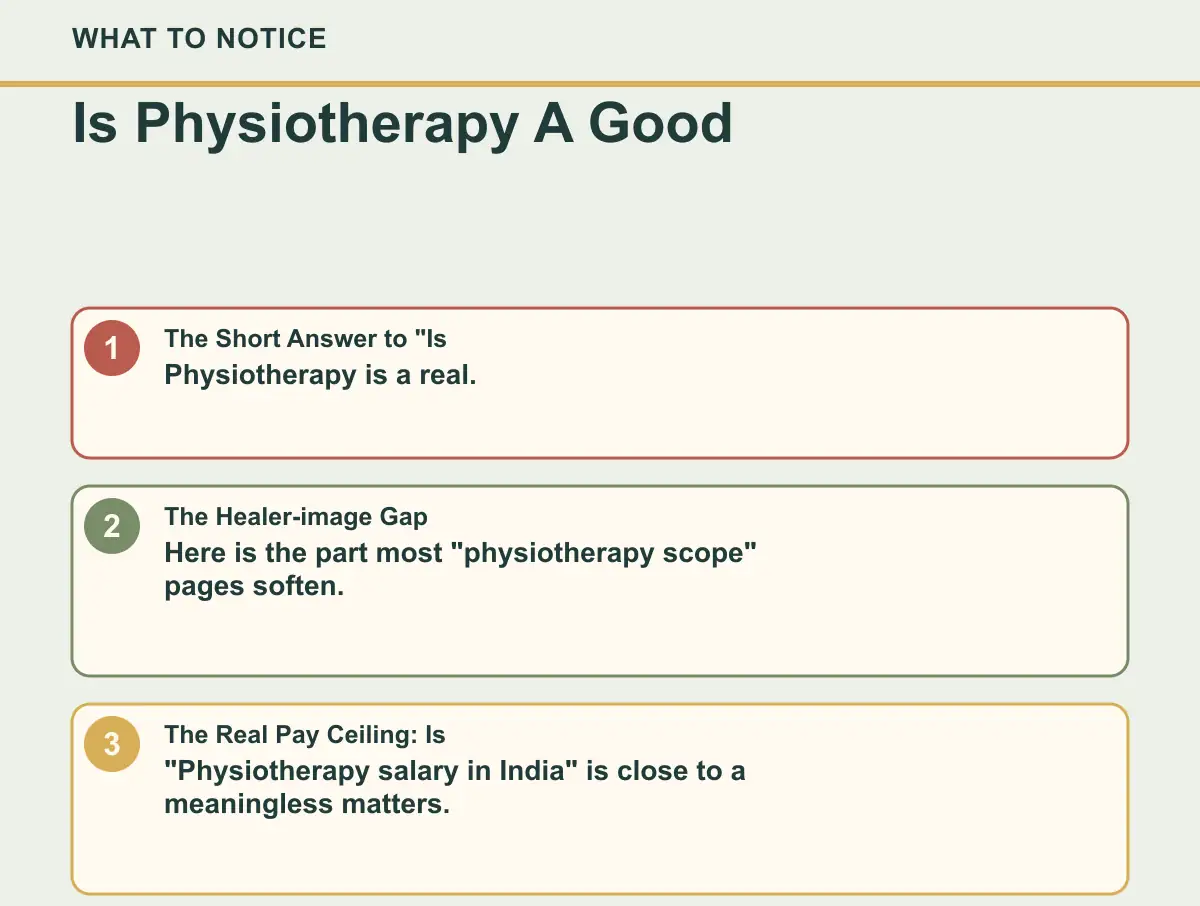 WHAT TO NOTICE
Is Physiotherapy A Good
1
The Short Answer to "Is
Physiotherapy is a real.
2
The Healer-image Gap
Here is the part most "physiotherapy scope"
pages soften.
3
The Real Pay Ceiling: Is
"Physiotherapy salary in India" is close to a
meaningless matters.